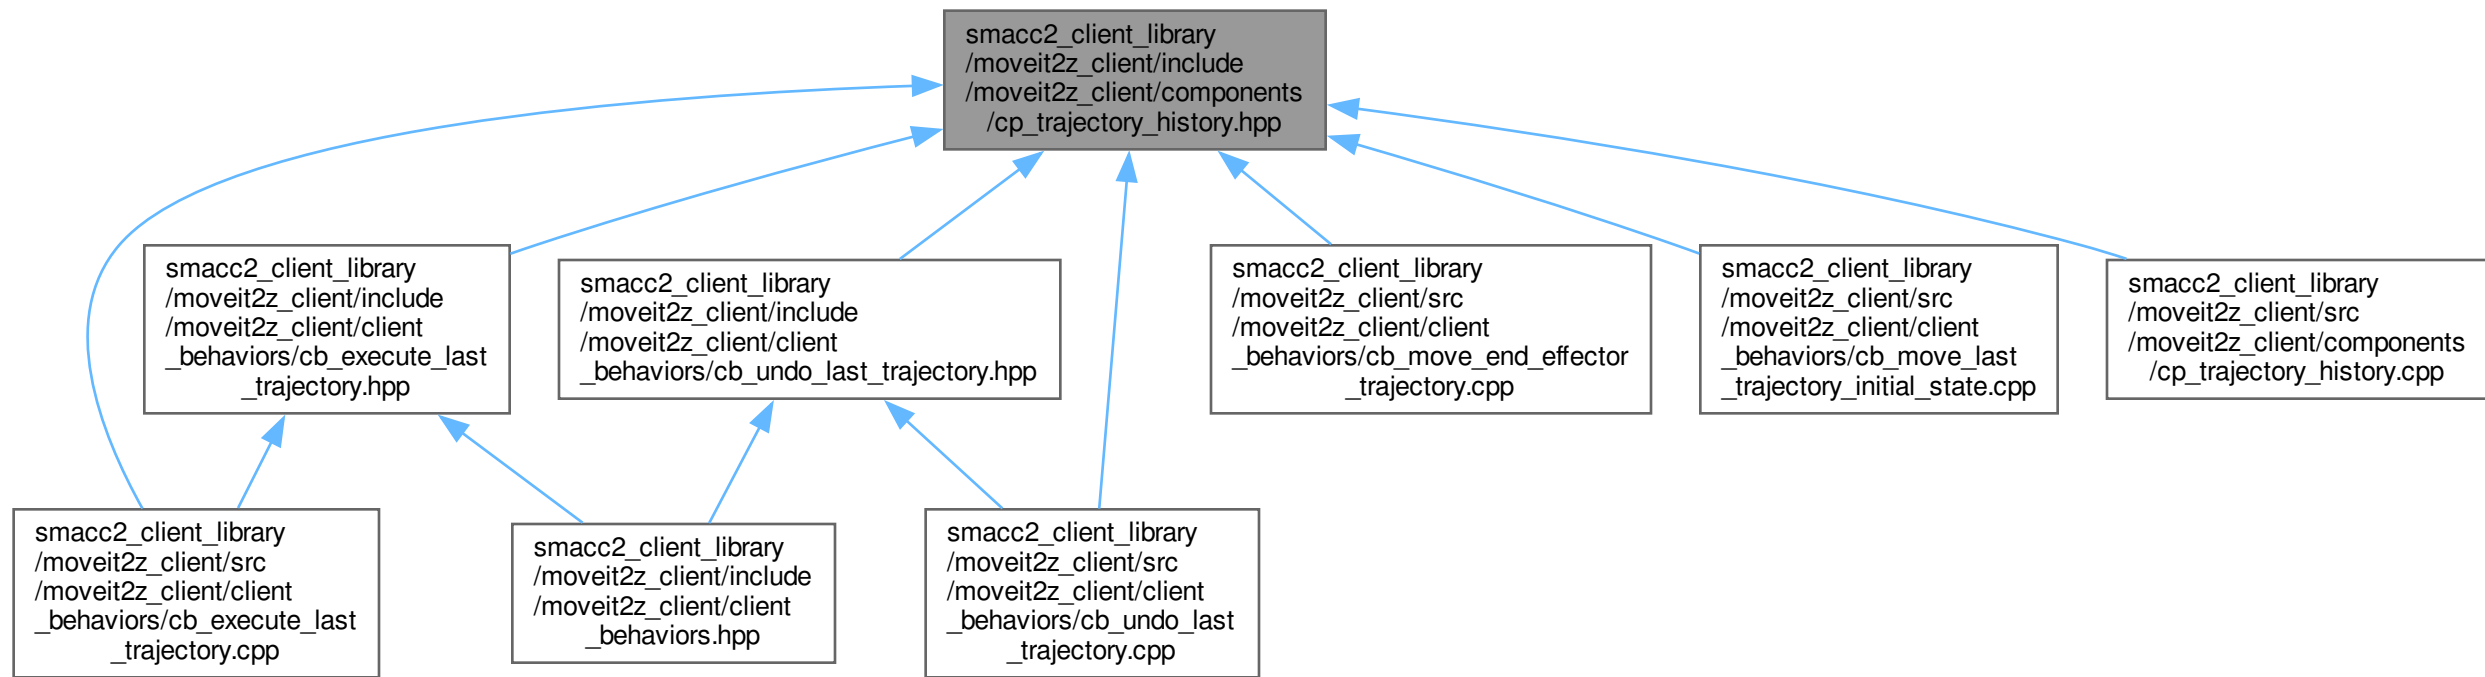 smacc2_client_library
/moveit2z_client/include
/moveit2z_client/components
/cp_trajectory_history.hpp
smacc2_client_library
/moveit2z_client/include
/moveit2z_client/client
_behaviors/cb_execute_last
_trajectory.hpp
smacc2_client_library
/moveit2z_client/include
/moveit2z_client/client
_behaviors/cb_undo_last_trajectory.hpp
smacc2_client_library
/moveit2z_client/src
/moveit2z_client/client
_behaviors/cb_move_end_effector
_trajectory.cpp
smacc2_client_library
/moveit2z_client/src
/moveit2z_client/client
_behaviors/cb_move_last
_trajectory_initial_state.cpp
smacc2_client_library
/moveit2z_client/src
/moveit2z_client/components
/cp_trajectory_history.cpp
smacc2_client_library
/moveit2z_client/src
/moveit2z_client/client
_behaviors/cb_execute_last
_trajectory.cpp
smacc2_client_library
/moveit2z_client/include
/moveit2z_client/client
_behaviors.hpp
smacc2_client_library
/moveit2z_client/src
/moveit2z_client/client
_behaviors/cb_undo_last
_trajectory.cpp